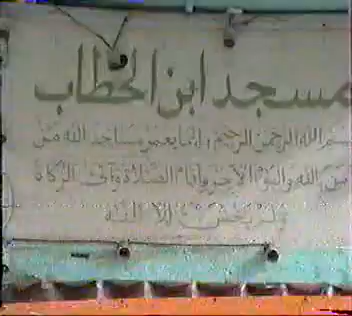 مسجد ابن الخطاب
بسم الله الرحمن الرحيم إنما يعمر مساجد الله من
آمن بالله واليوم الآخر وأقام الصلاة وآتى الزكاة
ولم يخش إلا الله